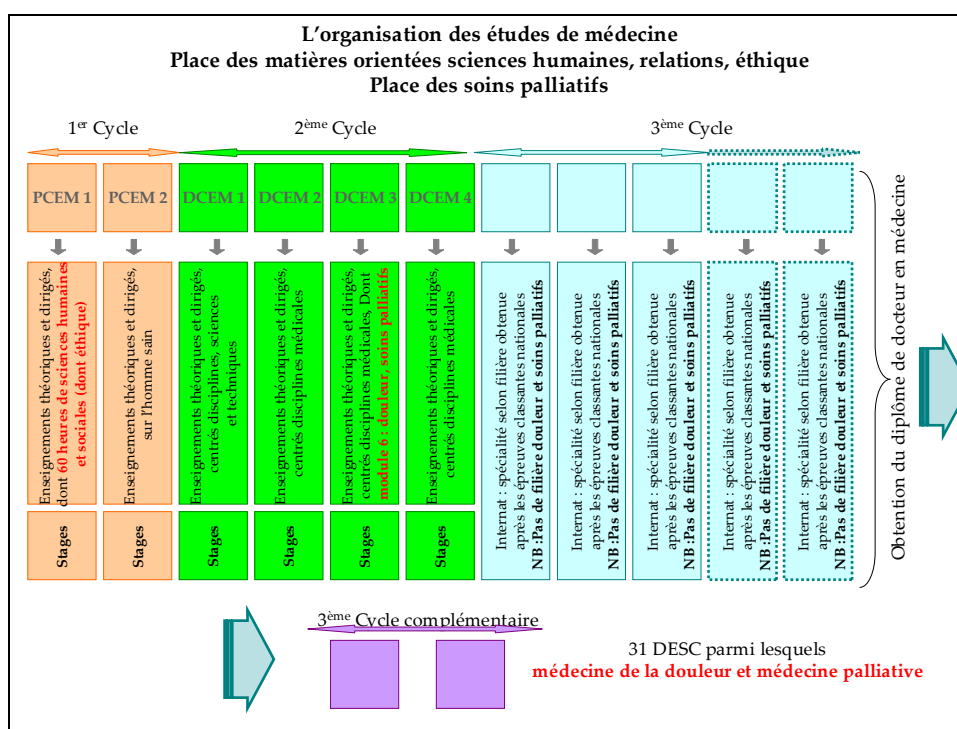 L'organisation des études de médecine
Place des matières orientées sciences humaines, relations, éthique
Place des soins palliatifs
1er Cycle
2ème Cycle
3ème Cycle
PCEM 1
PCEM 2
DCEM 1
DCEM 2
DCEM 3
DCEM 4
Enseignements théoriques et dirigés,
dont 60 heures de sciences humaines
et sociales (dont éthique)
Enseignements théoriques et dirigés,
sur l'homme sain
Enseignements théoriques et dirigés,
centrés disciplines, sciences
et techniques
Enseignements théoriques et dirigés,
centrés disciplines médicales
Enseignements théoriques et dirigés,
centrés disciplines médicales, Dont
module 6 : douleur, soins palliatifs
Enseignements théoriques et dirigés,
centrés disciplines médicales
Internat : spécialité selon filière obtenue
après les épreuves classantes nationales
NB :Pas de filière douleur et soins palliatifs
Internat : spécialité selon filière obtenue
après les épreuves classantes nationales
NB :Pas de filière douleur et soins palliatifs
Internat : spécialité selon filière obtenue
après les épreuves classantes nationales
NB :Pas de filière douleur et soins palliatifs
Internat : spécialité selon filière obtenue
après les épreuves classantes nationales
NB :Pas de filière douleur et soins palliatifs
Internat : spécialité selon filière obtenue
après les épreuves classantes nationales
NB :Pas de filière douleur et soins palliatifs
Stages
Stages
Stages
Stages
Stages
Stages
Obtention du diplôme de docteur en médecine
3ème Cycle complémentaire
31 DESC parmi lesquels
médecine de la douleur et médecine palliative